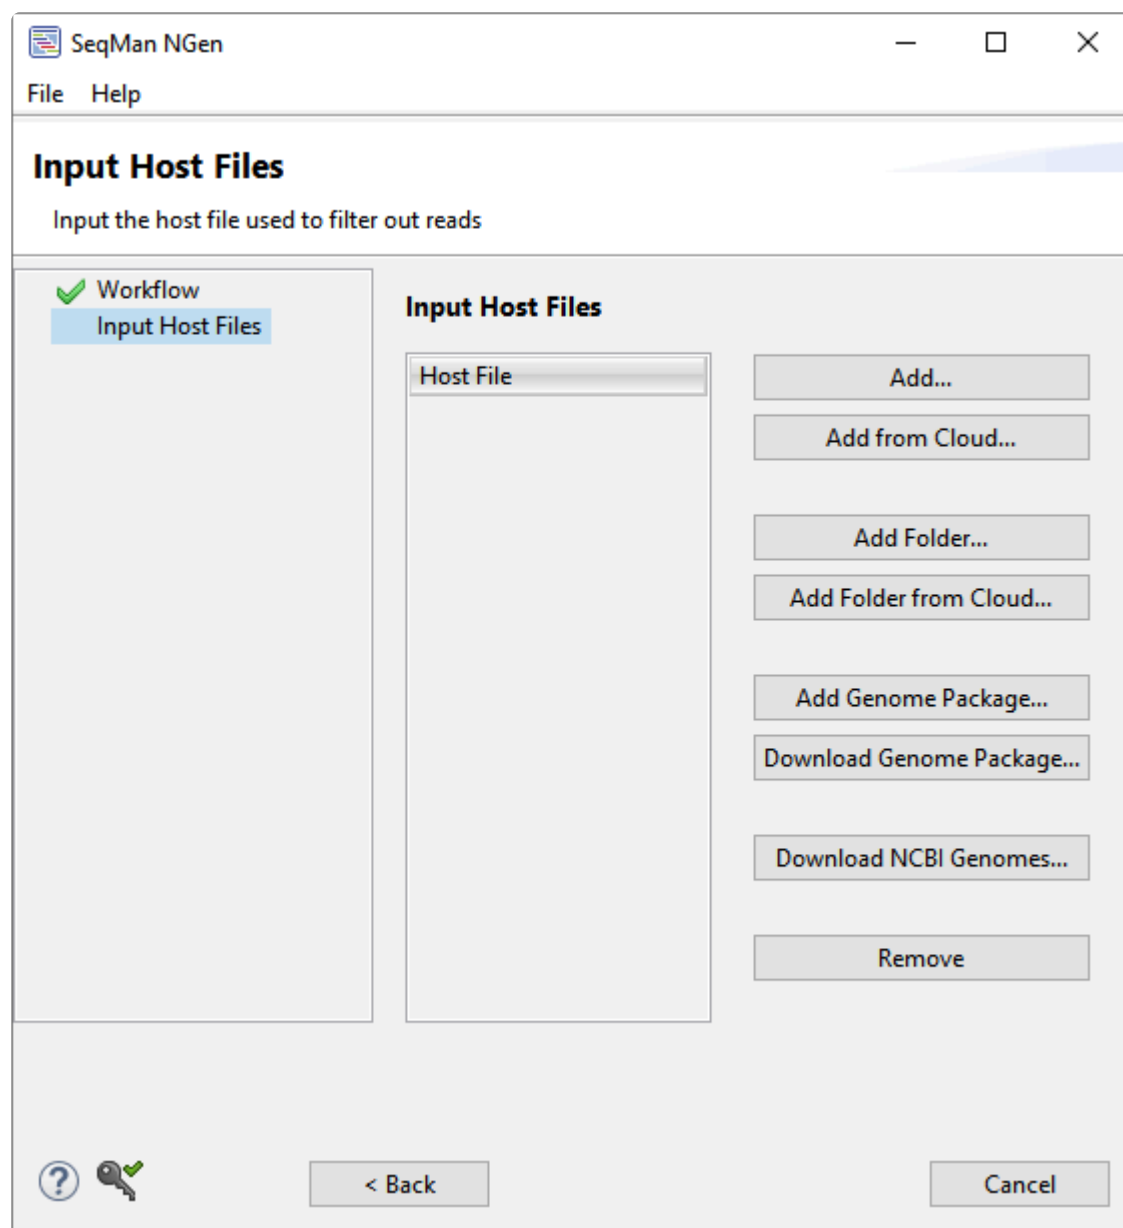 SeqMan NGen
File Help
Input Host Files
Input the host file used to filter out reads
Workflow
Input Host Files
Input Host Files
Host File
Add...
Add from Cloud...
Add Folder...
Add Folder from Cloud...
Add Genome Package...
Download Genome Package...
Download NCBI Genomes...
Remove
?
< Back
Cancel